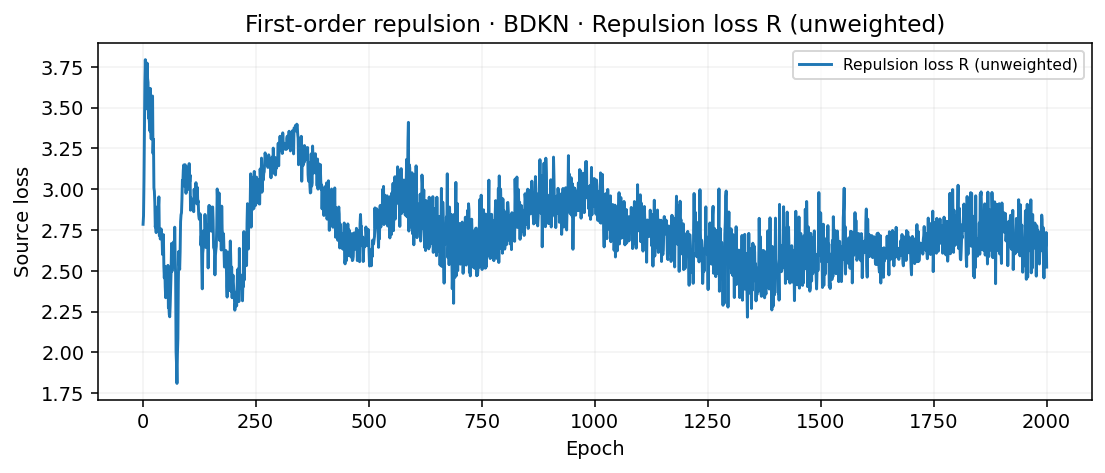 First-order repulsion · BDKN · Repulsion loss R (unweighted)
Repulsion loss R (unweighted)
Source loss
3.75
3.50
3.25
3.00
2.75
2.50
2.25
2.00
1.75
0 250 500 750 1000 1250 1500 1750 2000
Epoch